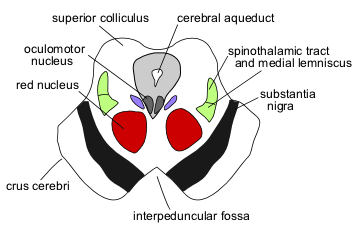 superior colliculus
cerebral aqueduct
oculomotor
nucleus
spinothalamic tract
and medial lemniscus
red nucleus
substantia
nigra
crus cerebri
interpeduncular fossa